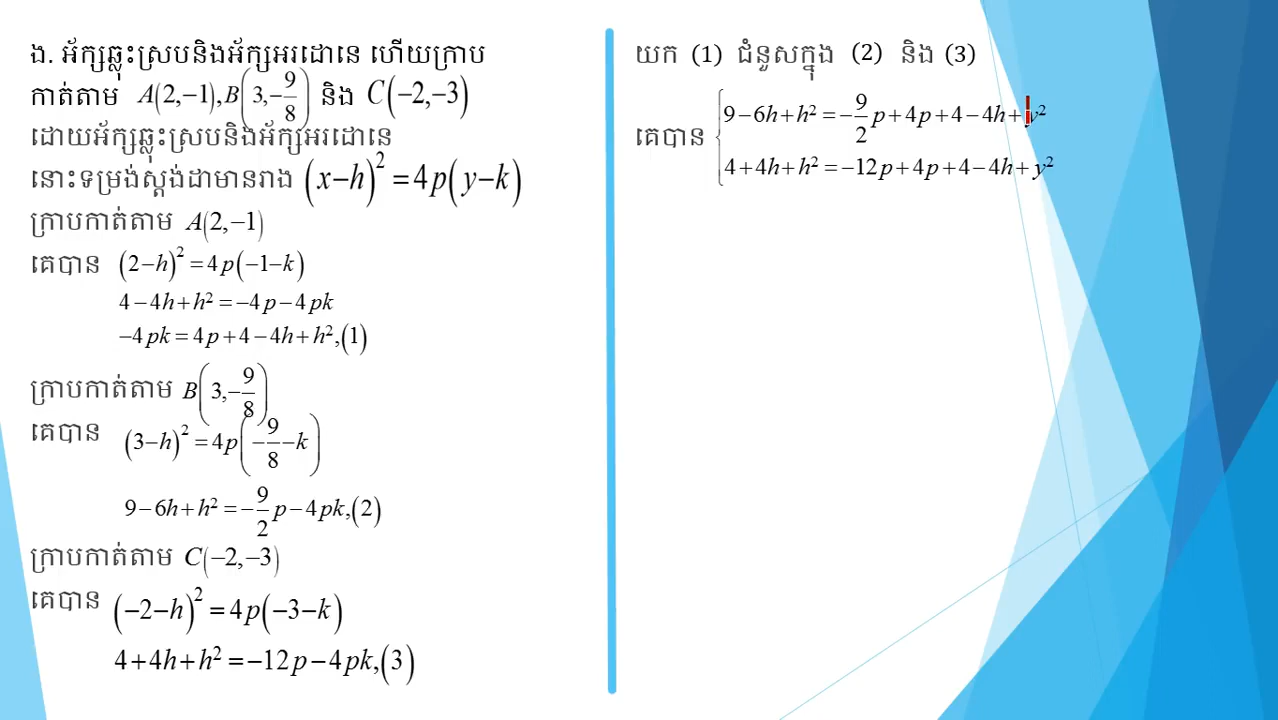 ង. អ័ក្សឆ្លុះស្របនិងអ័ក្សអរដោនេ ហើយក្រាប
កាត់តាម A(2,−1),B(3,−9/8) និង C(−2,−3)
ដោយអ័ក្សឆ្លុះស្របនិងអ័ក្សអរដោនេ
នោះទម្រង់ស្តង់ដាមានរាង (x−h)²=4p(y−k)
ក្រាបកាត់តាម A(2,−1)
គេបាន (2−h)²=4p(−1−k)
4−4h+h²=−4p−4pk
−4pk=4p+4−4h+h²,(1)
ក្រាបកាត់តាម B(3,−9/8)
គេបាន (3−h)²=4p(−9/8−k)
9−6h+h²=−9/2p−4pk,(2)
ក្រាបកាត់តាម C(−2,−3)
គេបាន (−2−h)²=4p(−3−k)
4+4h+h²=−12p−4pk,(3)
យក (1) ជំនួសក្នុង (2) និង (3)
គេបាន { 9−6h+h²=−9/2p+4p+4−4h+y²
4+4h+h²=−12p+4p+4−4h+y²